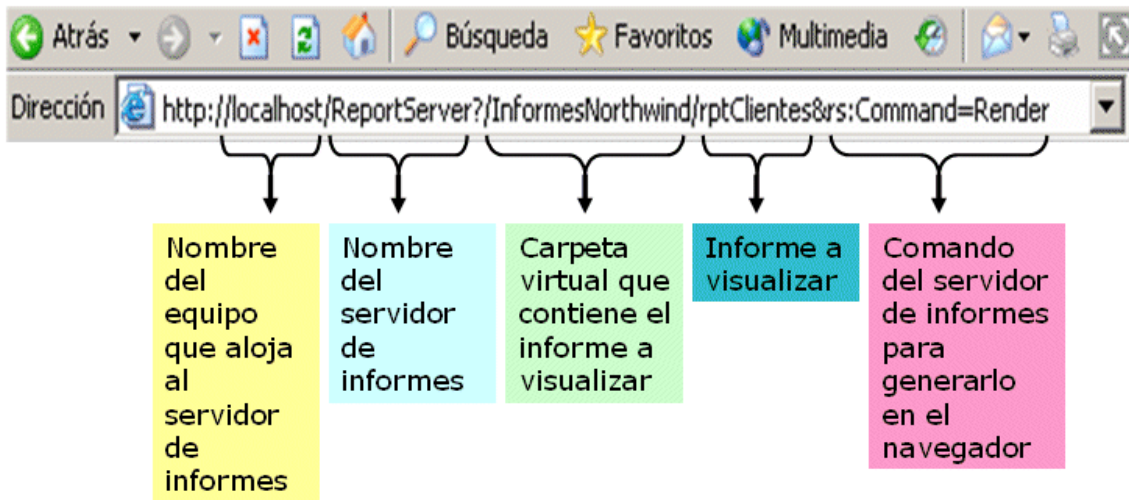 Atrás Búsqueda Favoritos Multimedia
Dirección http://localhost/ReportServer?/InformesNorthwind/rptClientes&rs:Command=Render
Nombre
del
equipo
que aloja
al
servidor
de
informes
Nombre
del
servidor
de
informes
Carpeta
virtual que
contiene el
informe a
visualizar
Informe a
visualizar
Comando
del servidor
de informes
para
generarlo
en el
navegador